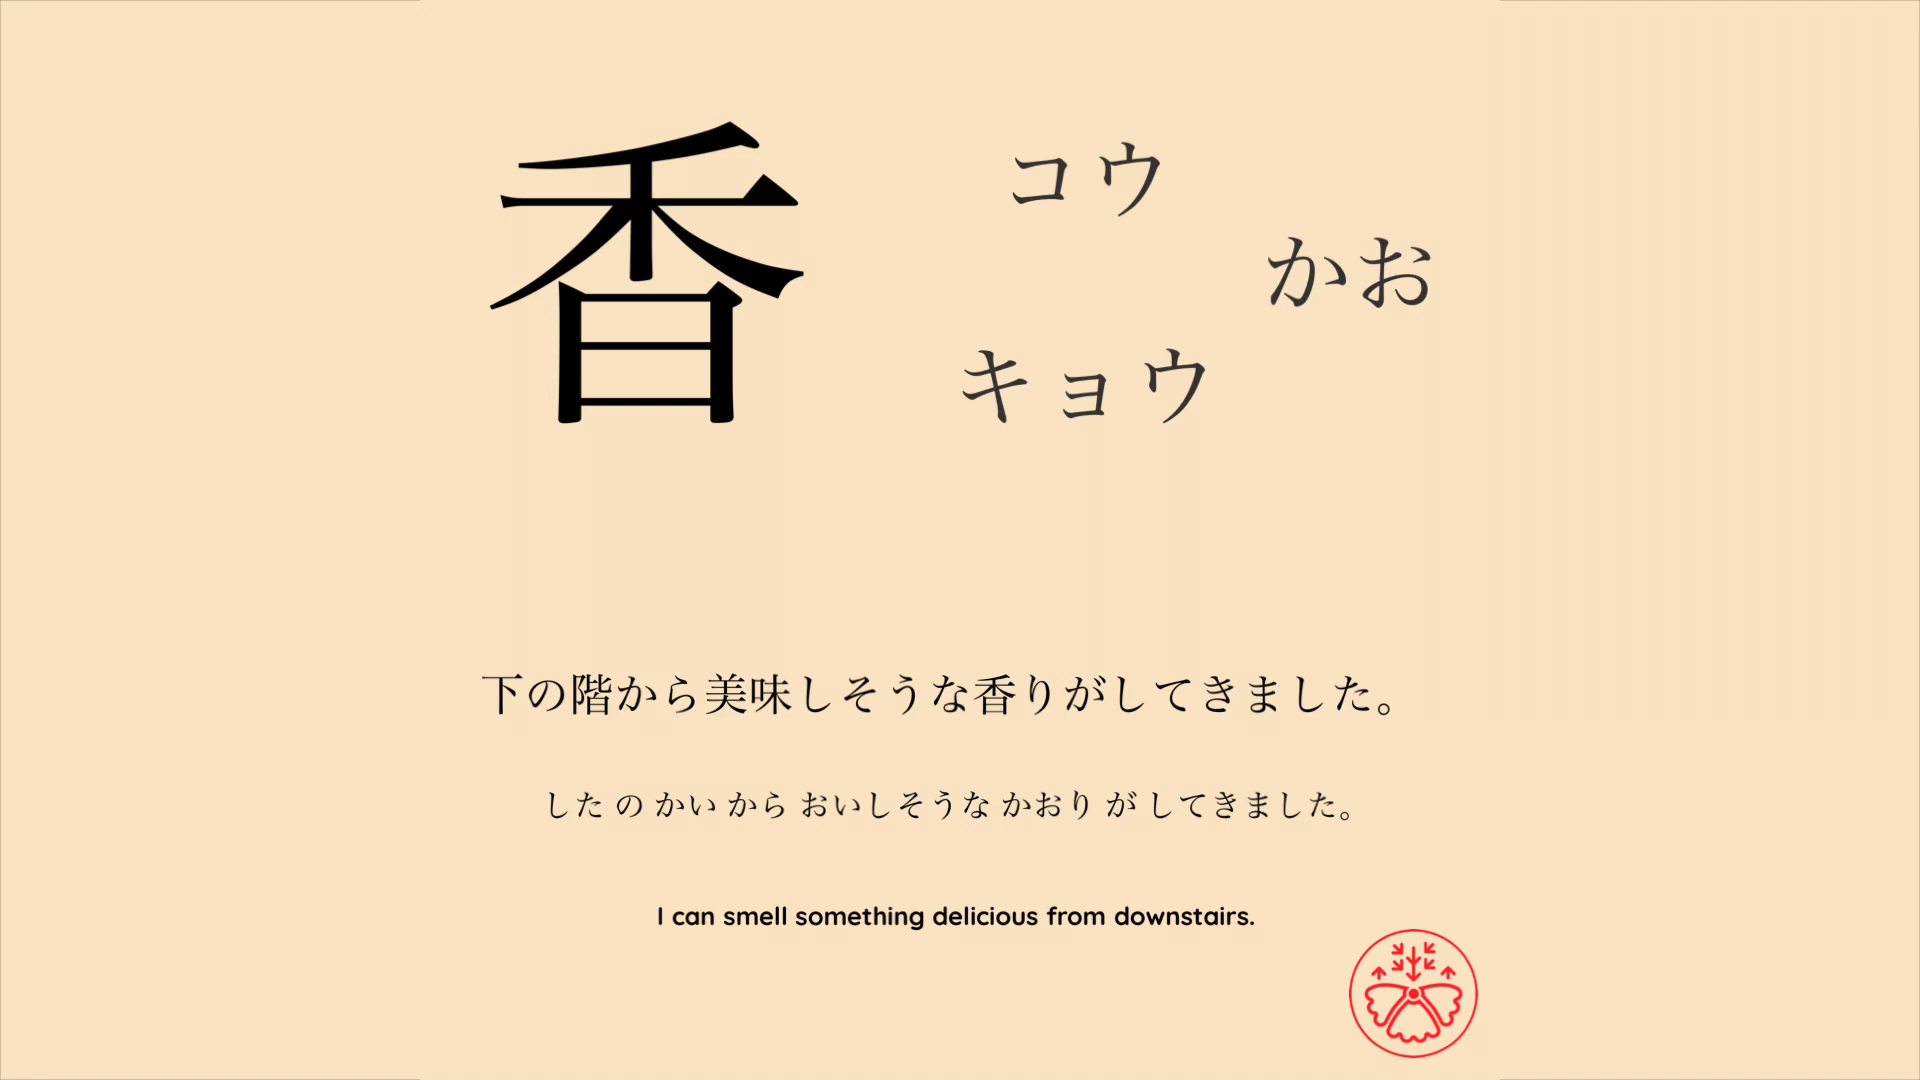 香
コウ
かお
キョウ
下の階から美味しそうな香りがしてきました。
した の かい から おいしそうな かおり が してきました。
I can smell something delicious from downstairs.